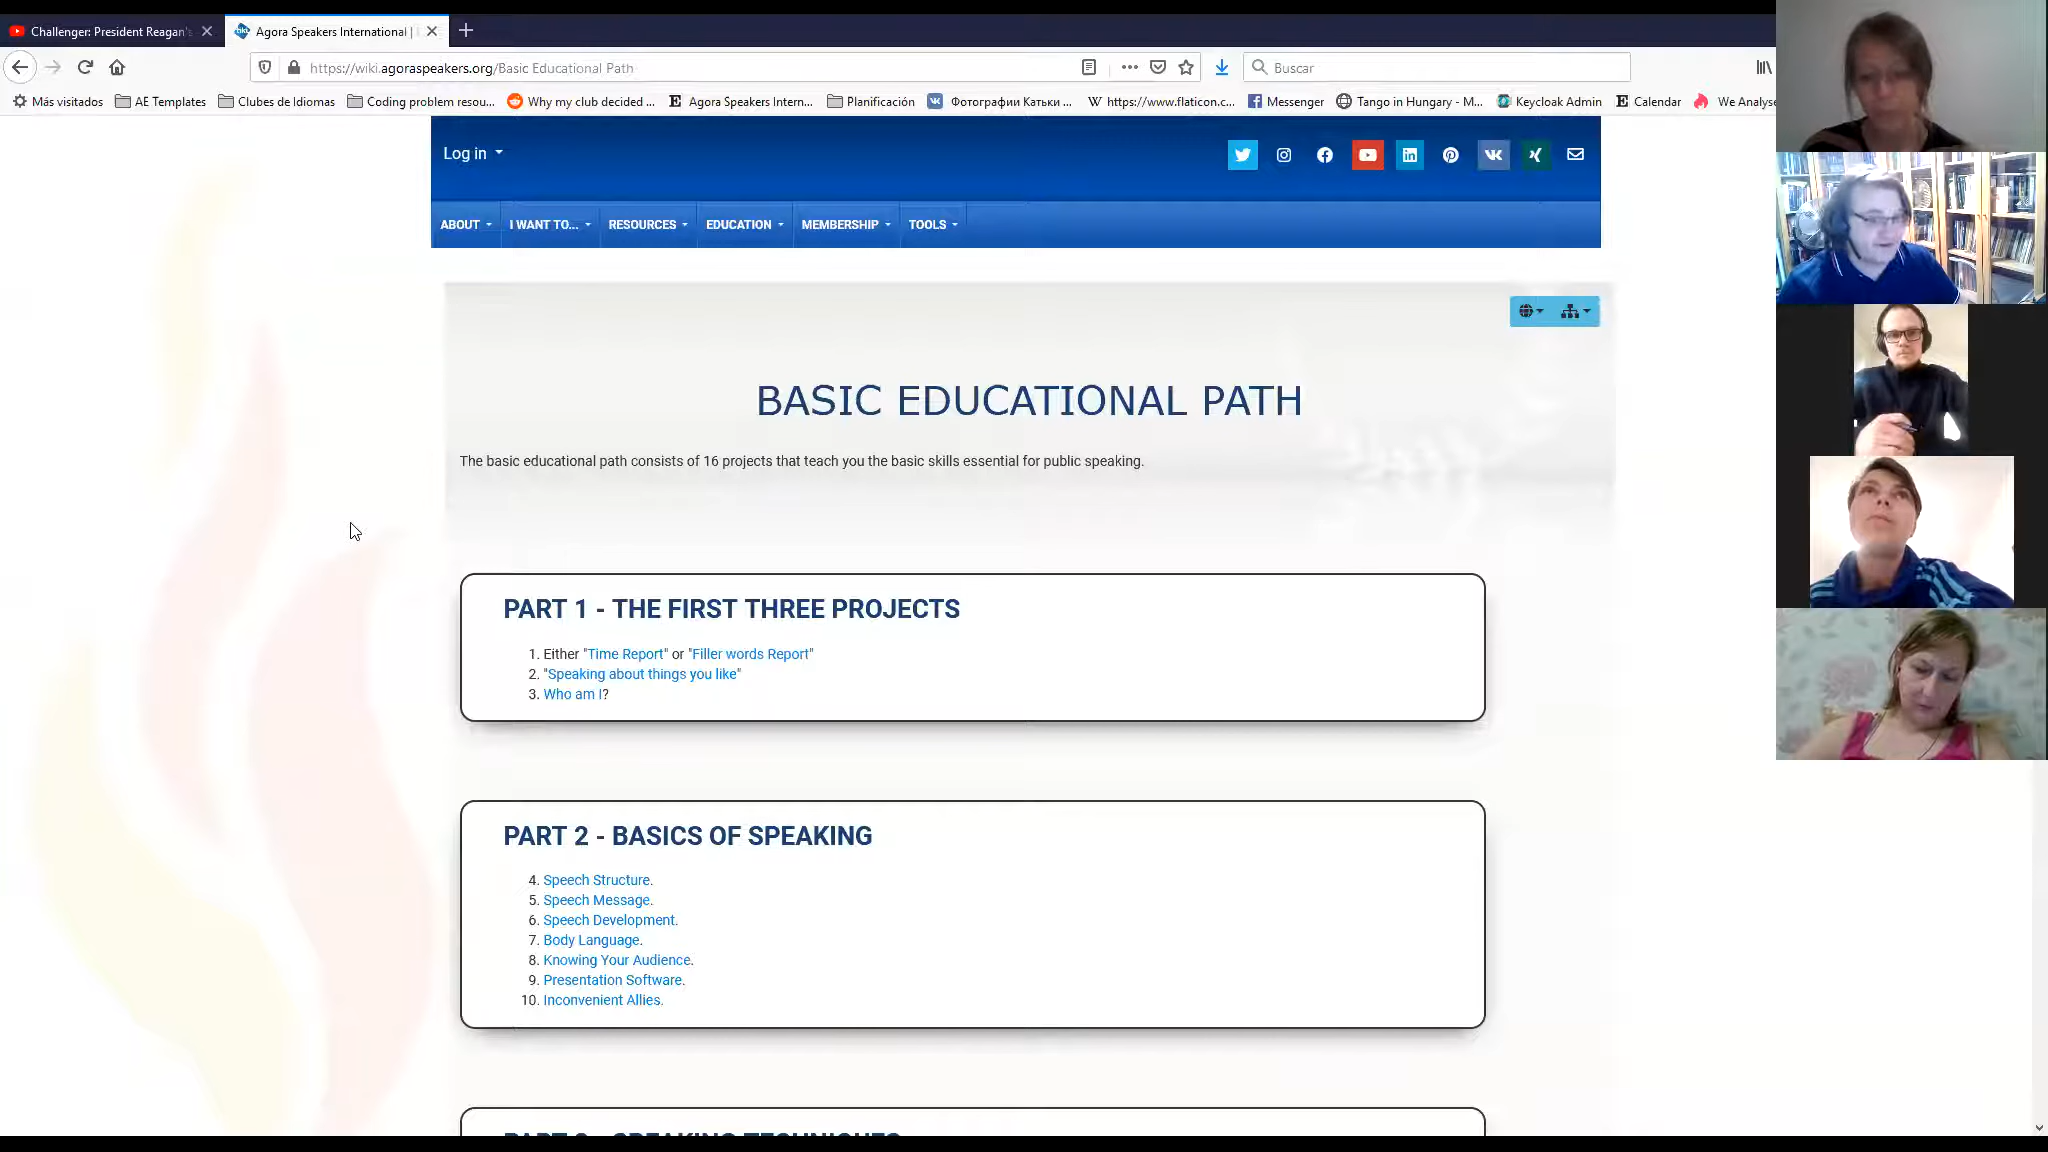 Challenger: President Reagan's
Agora Speakers International |
https://wiki.agoraspeakers.org/Basic Educational Path
Buscar
Más visitados
AE Templates
Clubes de Idiomas
Coding problem resou...
Why my club decided ...
Agora Speakers Intern...
Planificación
Фотографии Катьки ...
https://www.flaticon.c...
Messenger
Tango in Hungary - M...
Keycloak Admin
Calendar
We Analyse
Log in
ABOUT
I WANT TO...
RESOURCES
EDUCATION
MEMBERSHIP
TOOLS
BASIC EDUCATIONAL PATH
The basic educational path consists of 16 projects that teach you the basic skills essential for public speaking.
PART 1 - THE FIRST THREE PROJECTS
1. Either "Time Report" or "Filler words Report"
2. "Speaking about things you like"
3. Who am I?
PART 2 - BASICS OF SPEAKING
4. Speech Structure.
5. Speech Message.
6. Speech Development.
7. Body Language.
8. Knowing Your Audience.
9. Presentation Software.
10. Inconvenient Allies.